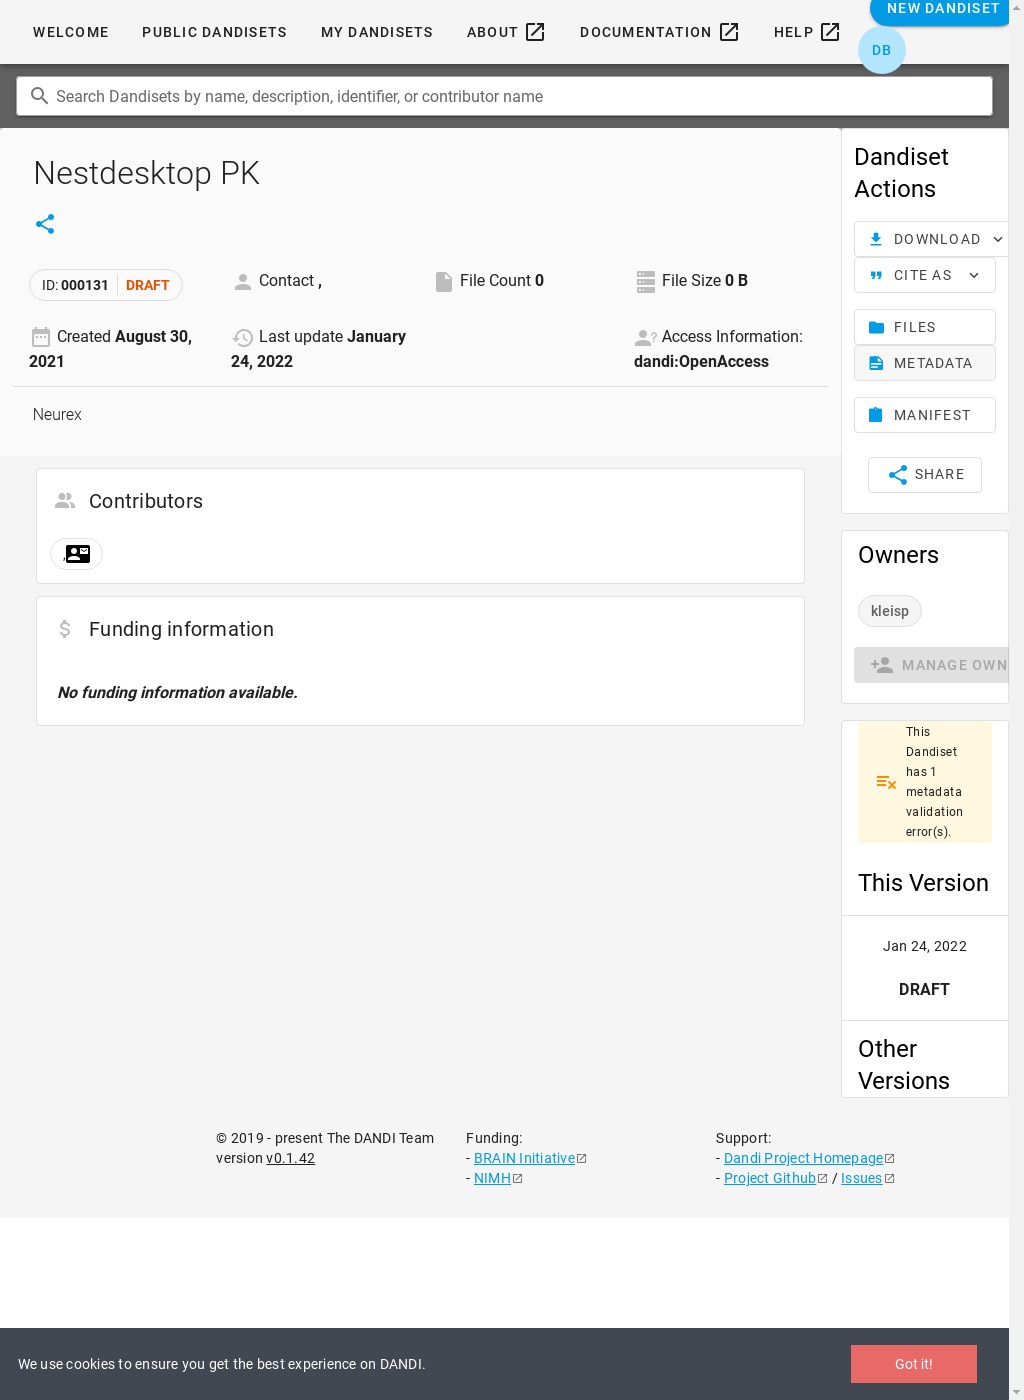 WELCOME
PUBLIC DANDISETS
MY DANDISETS
ABOUT
DOCUMENTATION
HELP
NEW DANDISET
DB
Search Dandisets by name, description, identifier, or contributor name
Nestdesktop PK
ID: 000131 DRAFT
Contact ,
File Count 0
File Size 0 B
Created August 30,
2021
Last update January
24, 2022
Access Information:
dandi:OpenAccess
Neurex
Contributors
,
Funding information
No funding information available.
Dandiset
Actions
DOWNLOAD
CITE AS
FILES
METADATA
MANIFEST
SHARE
Owners
kleisp
MANAGE OWN
This
Dandiset
has 1
metadata
validation
error(s).
This Version
Jan 24, 2022
DRAFT
Other
Versions
© 2019 - present The DANDI Team
version v0.1.42
Funding:
- BRAIN Initiative
- NIMH
Support:
- Dandi Project Homepage
- Project Github / Issues
We use cookies to ensure you get the best experience on DANDI.
Got it!